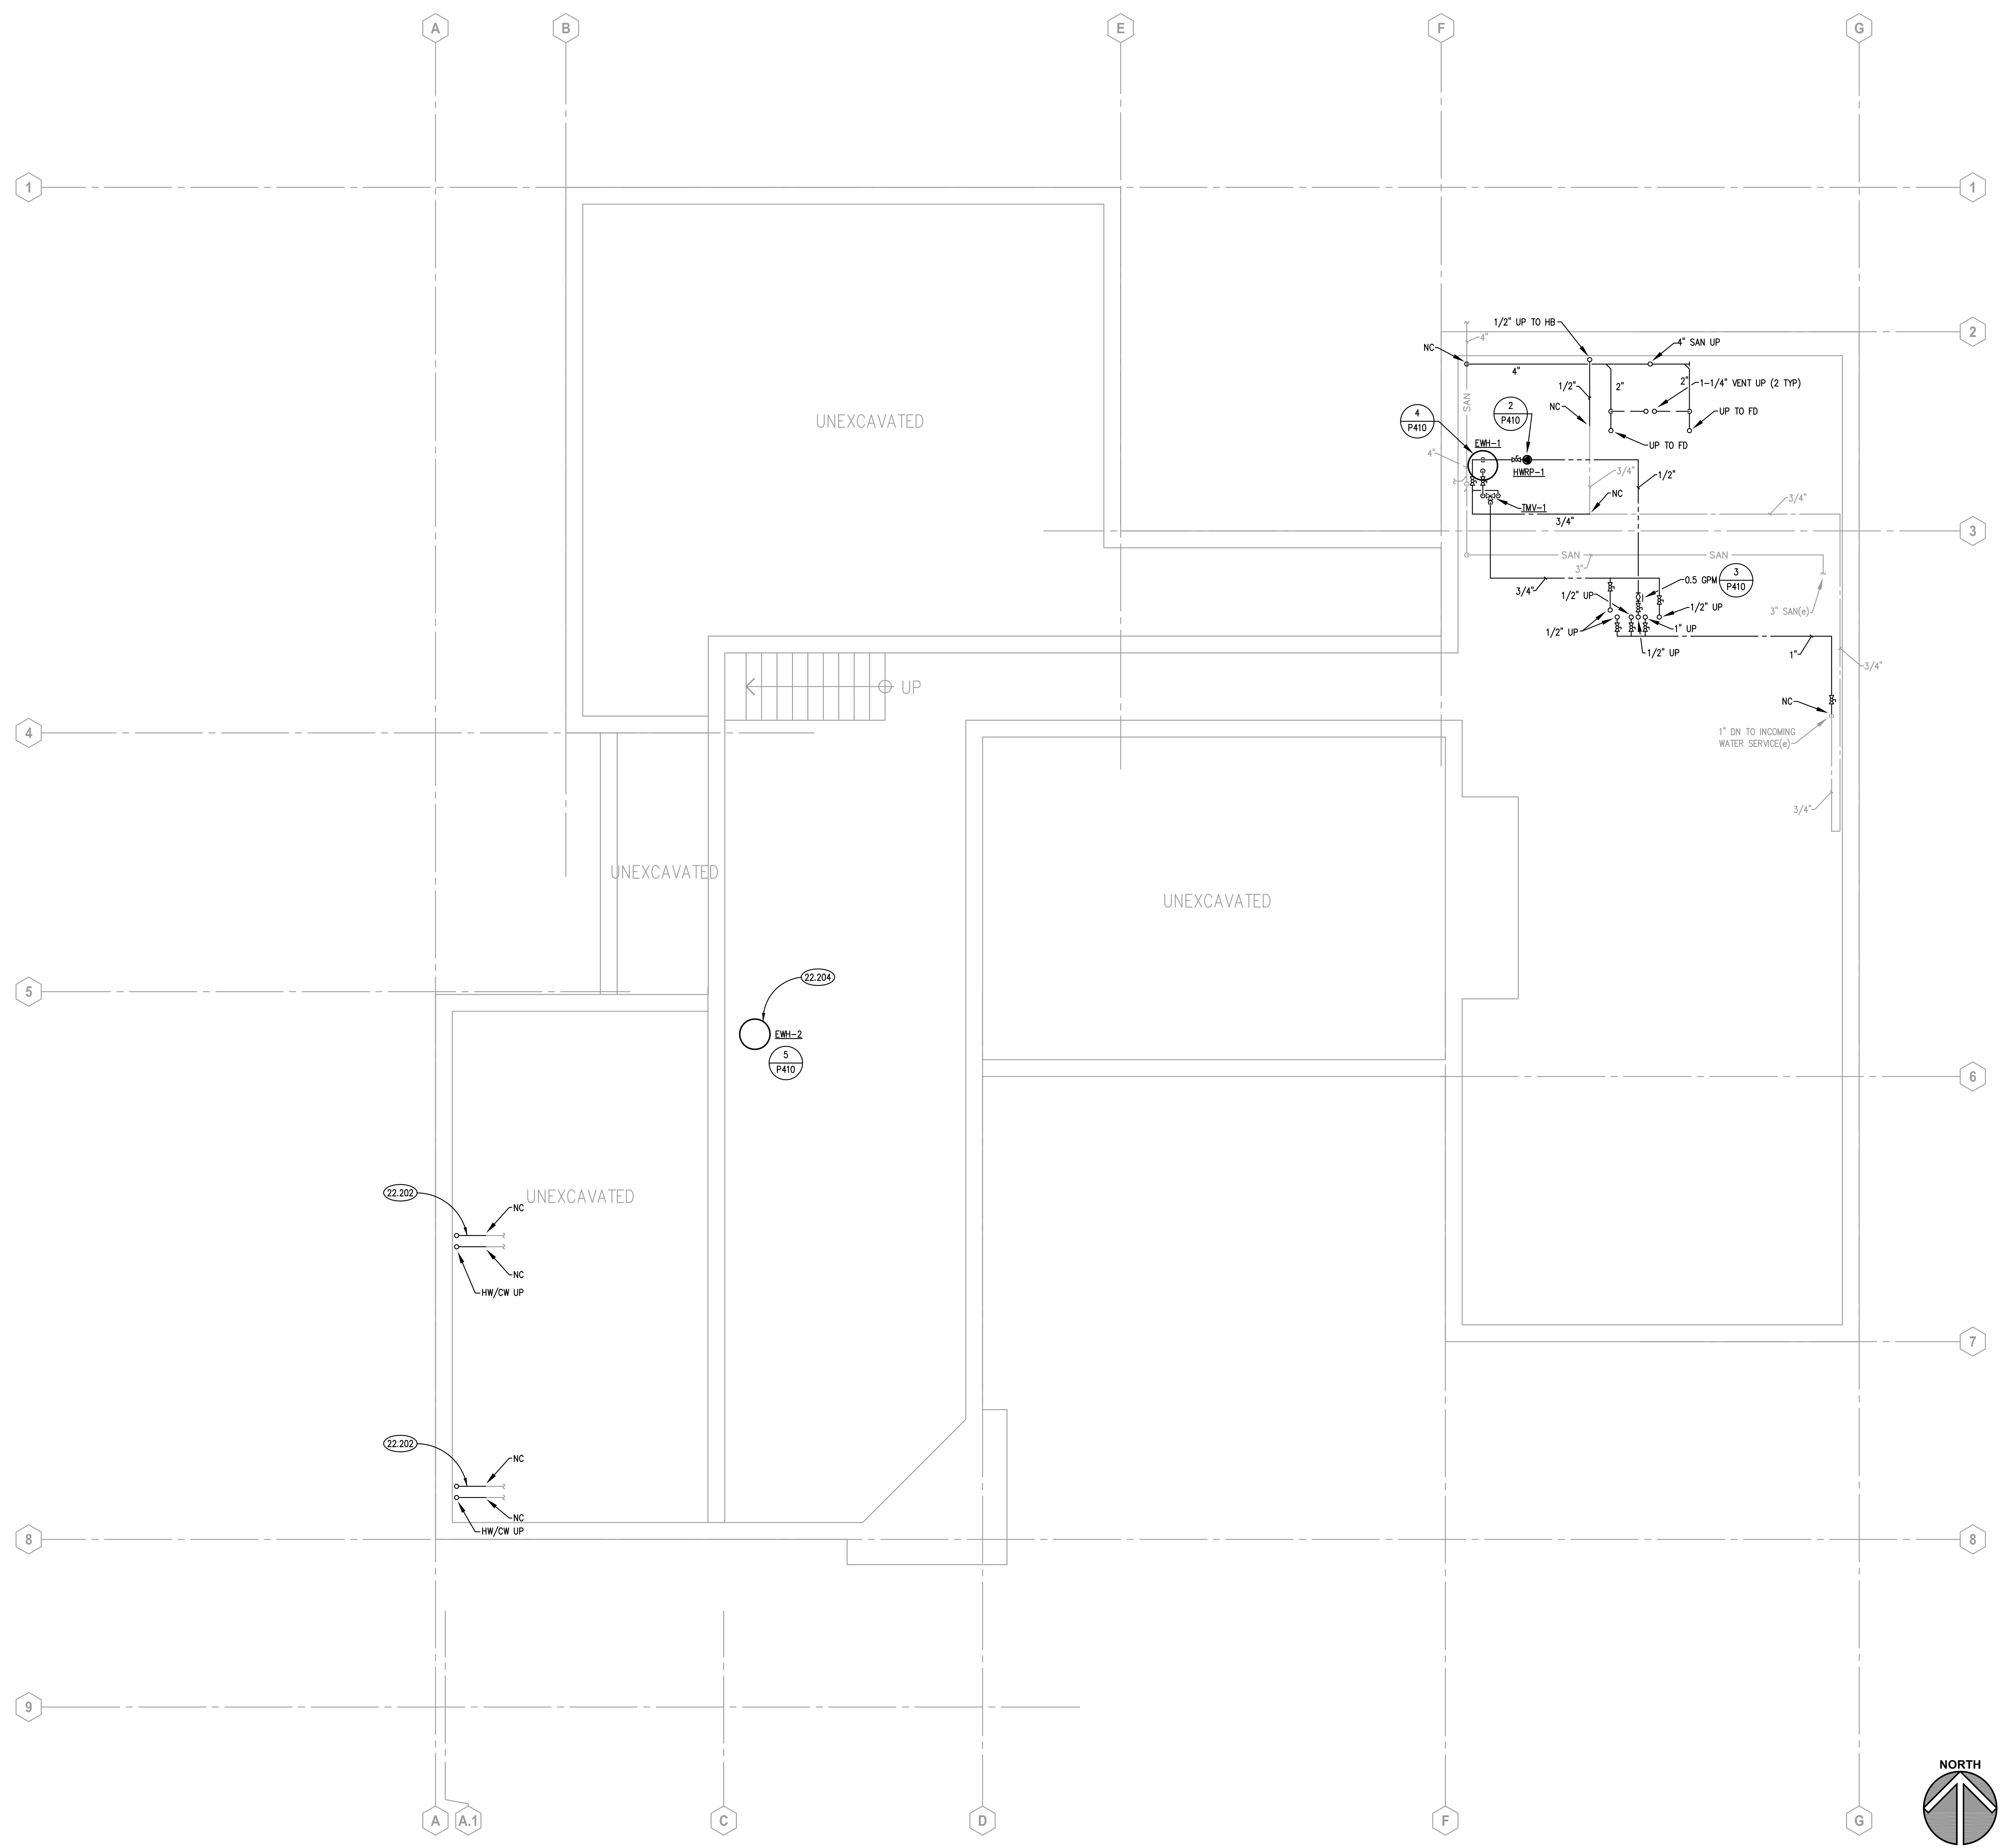 A
B
E
F
G
1
1
2
1/2" UP TO HB
4"
4" SAN UP
NC
4"
2"
2"
1-1/4" VENT UP (2 TYP)
1/2"
SAN
NC
2
P410
4
P410
UP TO FD
UP TO FD
UNEXCAVATED
EWH-1
4"
HWRP-1
3/4"
1/2"
NC
3/4"
TMV-1
3/4"
3
SAN
SAN
3"
0.5 GPM
3
P410
3/4"
1/2" UP
1/2" UP
3" SAN(e)
1/2" UP
1" UP
1/2" UP
1"
3/4"
UP
NC
1" DN TO INCOMING
WATER SERVICE(e)
4
3/4"
UNEXCAVATED
UNEXCAVATED
22.204
5
EWH-2
5
P410
6
22.202
UNEXCAVATED
NC
NC
HW/CW UP
7
22.202
NC
NC
HW/CW UP
8
8
9
NORTH
A
A.1
C
D
F
G